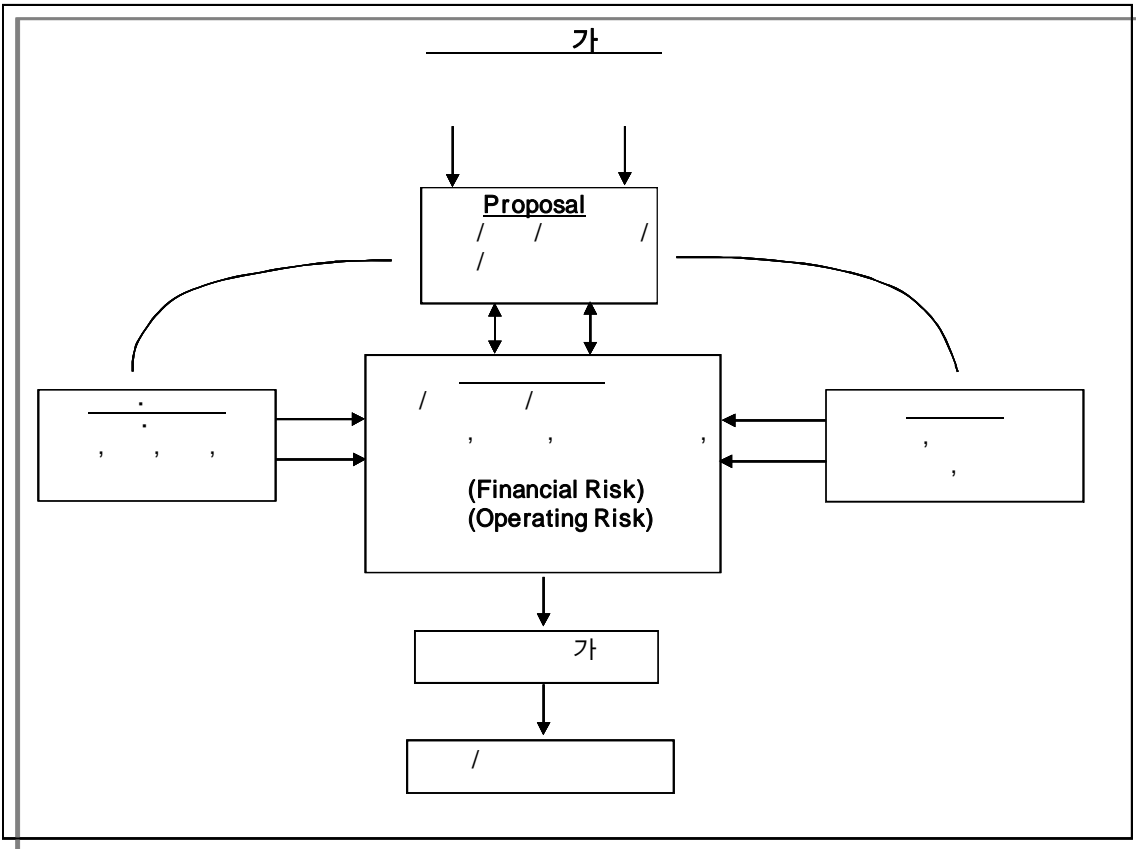 가
Proposal
/ / /
/
·
·
, , ,
/ /
, , ,
(Financial Risk)
(Operating Risk)
,
,
가
/